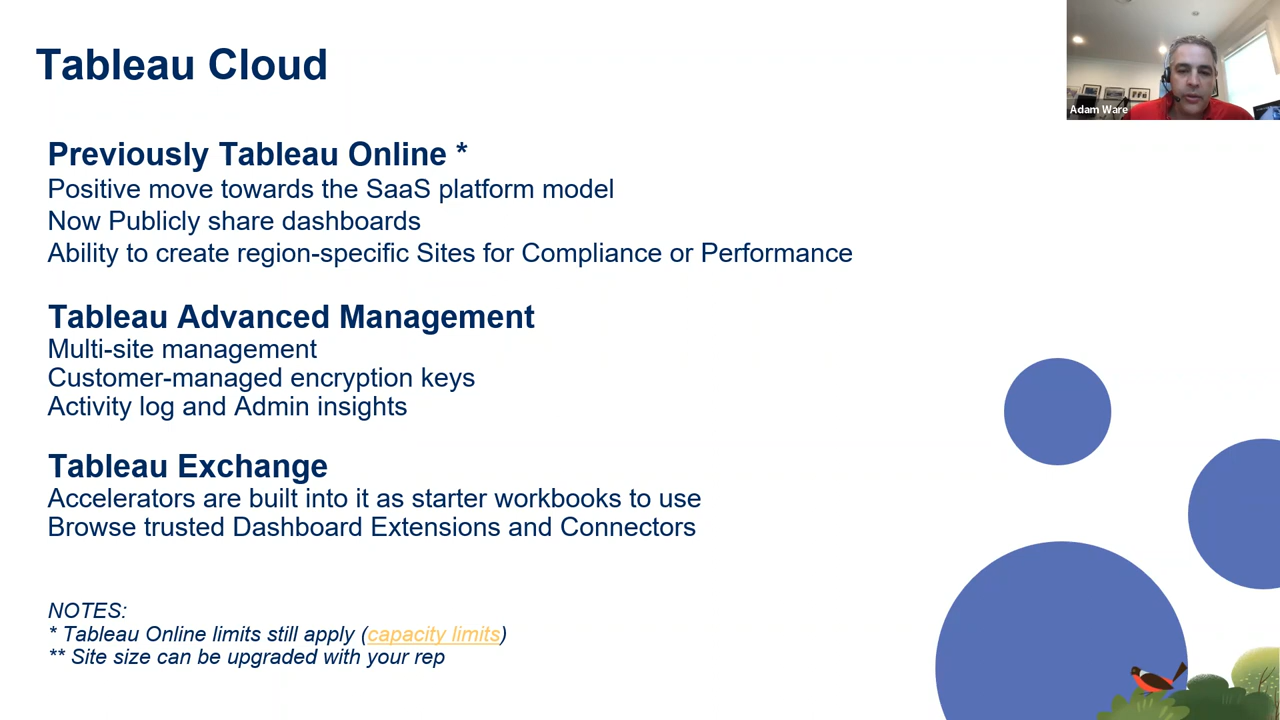 Tableau Cloud
Adam Ware
Previously Tableau Online *
Positive move towards the SaaS platform model
Now Publicly share dashboards
Ability to create region-specific Sites for Compliance or Performance
Tableau Advanced Management
Multi-site management
Customer-managed encryption keys
Activity log and Admin insights
Tableau Exchange
Accelerators are built into it as starter workbooks to use
Browse trusted Dashboard Extensions and Connectors
NOTES:
* Tableau Online limits still apply (capacity limits)
** Site size can be upgraded with your rep